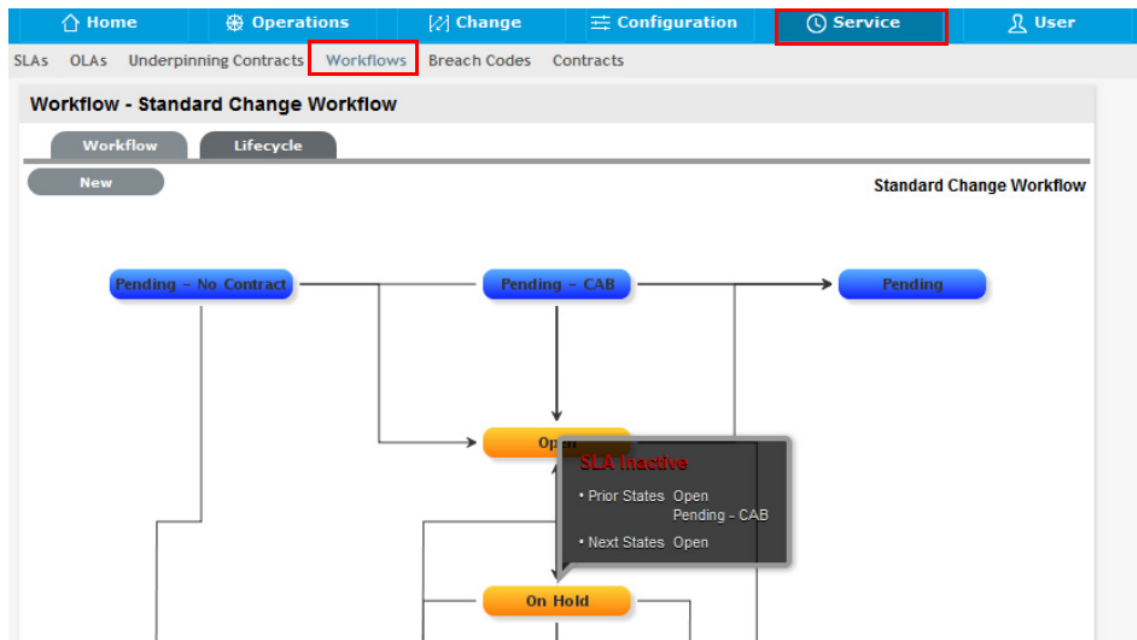 Home Operations Change Configuration Service User
SLAs OLAs Underpinning Contracts Workflows Breach Codes Contracts
Workflow - Standard Change Workflow
Workflow Lifecycle
New
Standard Change Workflow
Pending - No Contract Pending - CAB Pending
Open
SLA Inactive
• Prior States Open
Pending - CAB
• Next States Open
On Hold